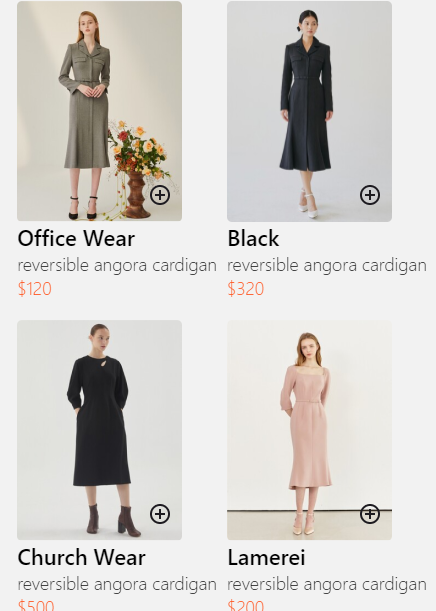 Office Wear
reversible angora cardigan
$120
Black
reversible angora cardigan
$320
Church Wear
reversible angora cardigan
$500
Lamerei
reversible angora cardigan
$200